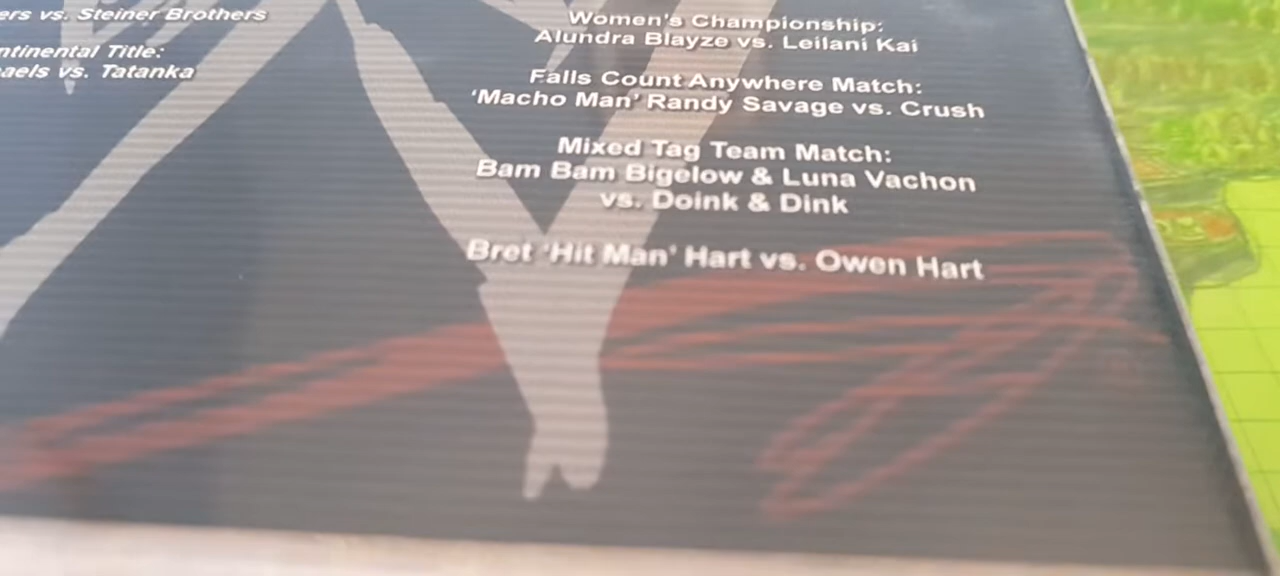 ers vs. Steiner Brothers
ntinental Title:
aels vs. Tatanka
Women's Championship:
Alundra Blayze vs. Leilani Kai
Falls Count Anywhere Match:
'Macho Man' Randy Savage vs. Crush
Mixed Tag Team Match:
Bam Bam Bigelow & Luna Vachon
vs. Doink & Dink
Bret 'Hit Man' Hart vs. Owen Hart